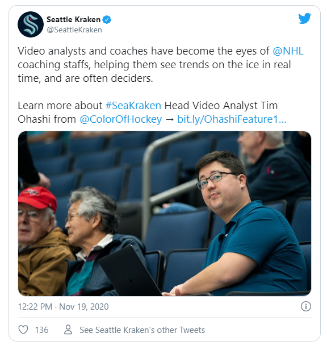 Seattle Kraken
@SeattleKraken
Video analysts and coaches have become the eyes of @NHL
coaching staffs, helping them see trends on the ice in real
time, and are often deciders.
Learn more about #SeaKraken Head Video Analyst Tim
Ohashi from @ColorOfHockey → bit.ly/OhashiFeature1...
12:22 PM · Nov 19, 2020
136 See Seattle Kraken's other Tweets